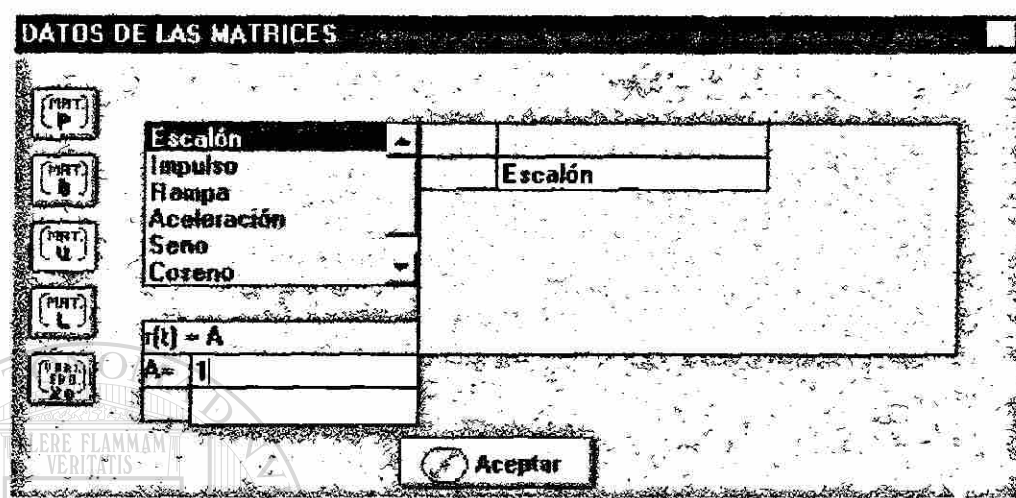 DATOS DE LAS MATRICES
MAT.
P
MAT.
B
MAT.
U
MAT.
L
Escalón
Impulso
Rampa
Aceleración
Seno
Coseno
Escalón
r(t) = A
A= 1
ALERE FLAMMAM
VERITATIS
Aceptar